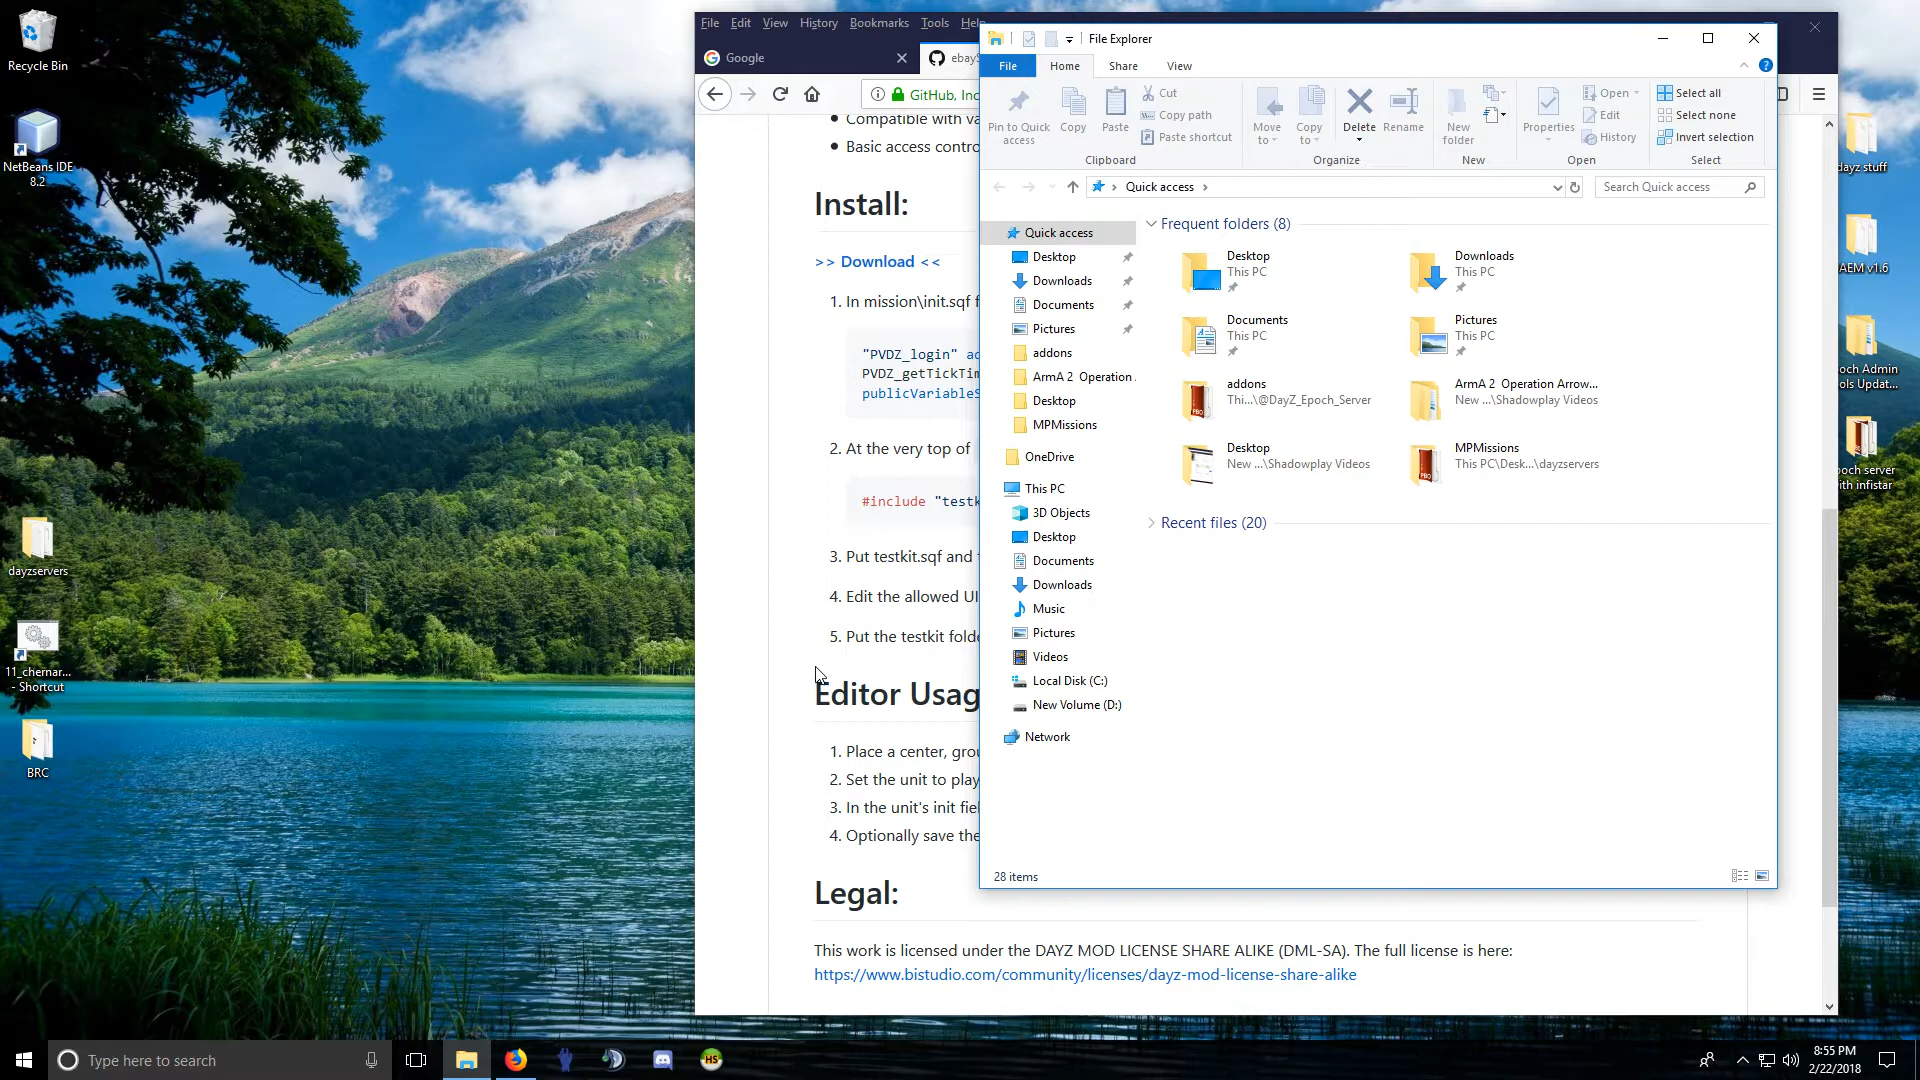 Recycle Bin
NetBeans IDE
8.2
dayzservers
11_chernar...
- Shortcut
BRC
File Edit View History Bookmarks Tools Help
Google
GitHub, Inc
Basic access contro
Install:
>> Download <<
1. In mission\init.sqf f
"PVDZ_login" ad
PVDZ_getTickTim
publicVariableS
2. At the very top of
#include "testk
3. Put testkit.sqf and
4. Edit the allowed UI
5. Put the testkit folde
Editor Usag
1. Place a center, grou
2. Set the unit to play
3. In the unit's init fiel
4. Optionally save the
Legal:
This work is licensed under the DAYZ MOD LICENSE SHARE ALIKE (DML-SA). The full license is here:
https://www.bistudio.com/community/licenses/dayz-mod-license-share-alike
File Explorer
File Home Share View
Pin to Quick
access
Copy
Paste
Cut
Copy path
Paste shortcut
Clipboard
Move
to
Copy
to
Delete
Rename
Organize
New
folder
New
Properties
Open
Edit
History
Open
Select all
Select none
Invert selection
Select
Quick access
Search Quick access
Quick access
Desktop
Downloads
Documents
Pictures
addons
ArmA 2 Operation
Desktop
MPMissions
OneDrive
This PC
3D Objects
Desktop
Documents
Downloads
Music
Pictures
Videos
Local Disk (C:)
New Volume (D:)
Network
Frequent folders (8)
Desktop
This PC
Downloads
This PC
Documents
This PC
Pictures
This PC
addons
Thi...\@DayZ_Epoch_Server
ArmA 2 Operation Arrow...
New ...\Shadowplay Videos
Desktop
New ...\Shadowplay Videos
MPMissions
This PC\Desk...\dayzservers
Recent files (20)
28 items
dayz stuff
AEM v1.6
och Admin
ols Updat...
och server
ith infistar
Type here to search
HS
8:55 PM
2/22/2018